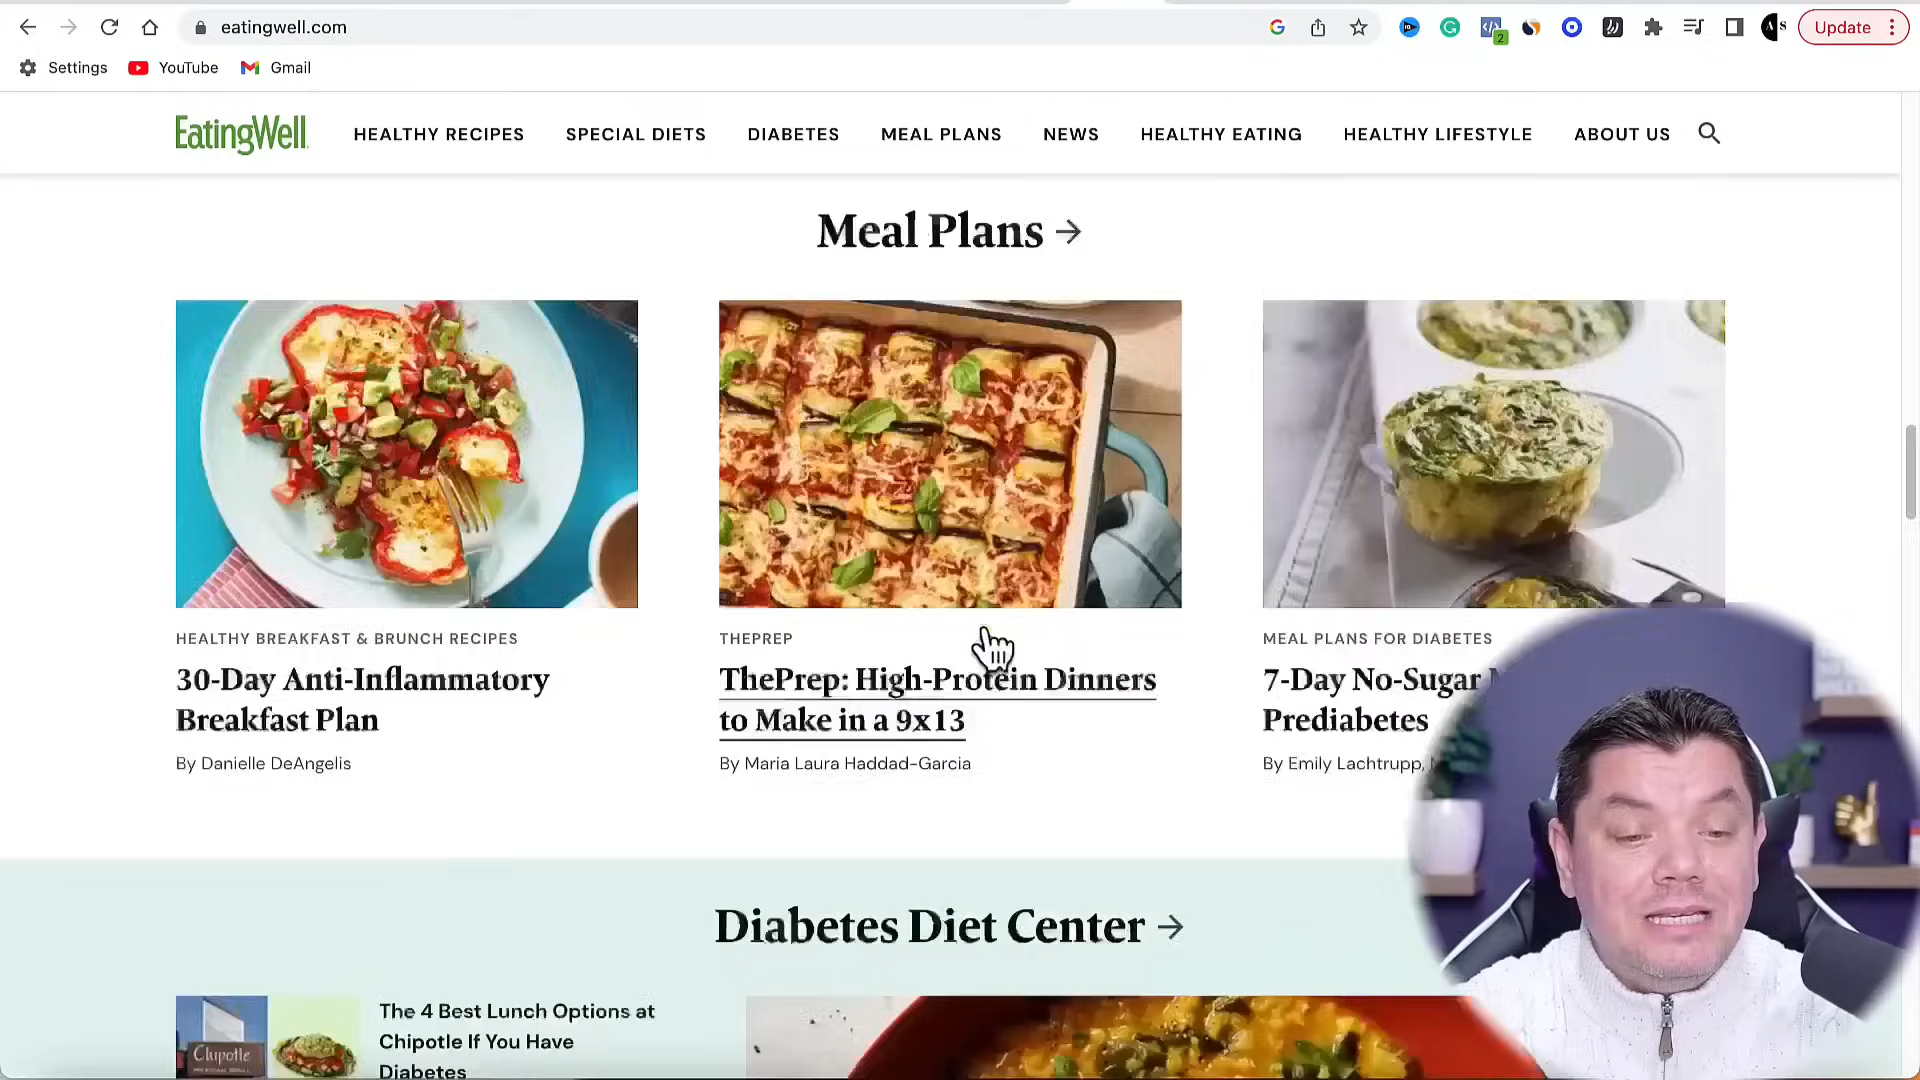 eatingwell.com
2
A S
Update
Settings
YouTube
Gmail
EatingWell
HEALTHY RECIPES
SPECIAL DIETS
DIABETES
MEAL PLANS
NEWS
HEALTHY EATING
HEALTHY LIFESTYLE
ABOUT US
Meal Plans →
HEALTHY BREAKFAST & BRUNCH RECIPES
30-Day Anti-Inflammatory
Breakfast Plan
By Danielle DeAngelis
THEPREP
ThePrep: High-Protein Dinners
to Make in a 9x13
By Maria Laura Haddad-Garcia
MEAL PLANS FOR DIABETES
7-Day No-Sugar
Prediabetes
By Emily Lachtrupp,
Diabetes Diet Center →
Chipotle
The 4 Best Lunch Options at
Chipotle If You Have
Diabetes